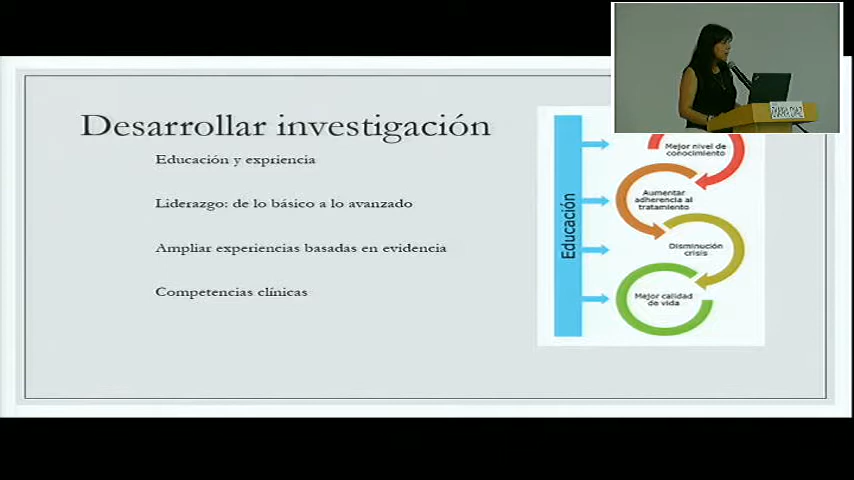 Desarrollar investigación
Educación y expriencia
Liderazgo: de lo básico a lo avanzado
Ampliar experiencias basadas en evidencia
Competencias clínicas
Educación
Mejor nivel de
conocimiento
Aumentar
adherencia al
tratamiento
Disminución
crisis
Mejor calidad
de vida